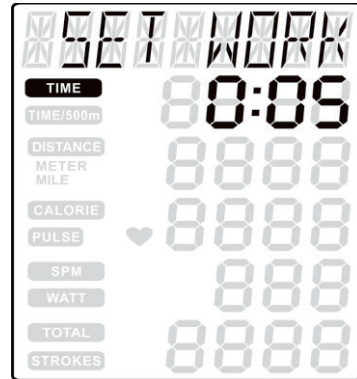 SET WORK
TIME 0:05
TIME/500m
DISTANCE
METER
MILE
CALORIE
PULSE
SPM
WATT
TOTAL
STROKES